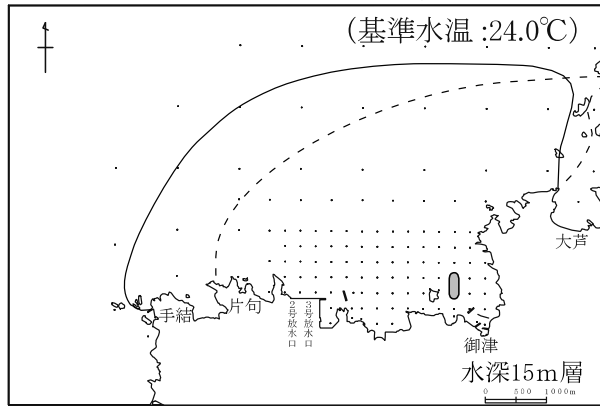 (基準水温:24.0℃)
大芦
手結
片句
2号放水口
3号放水口
御津
水深15m層
0 500 1000m